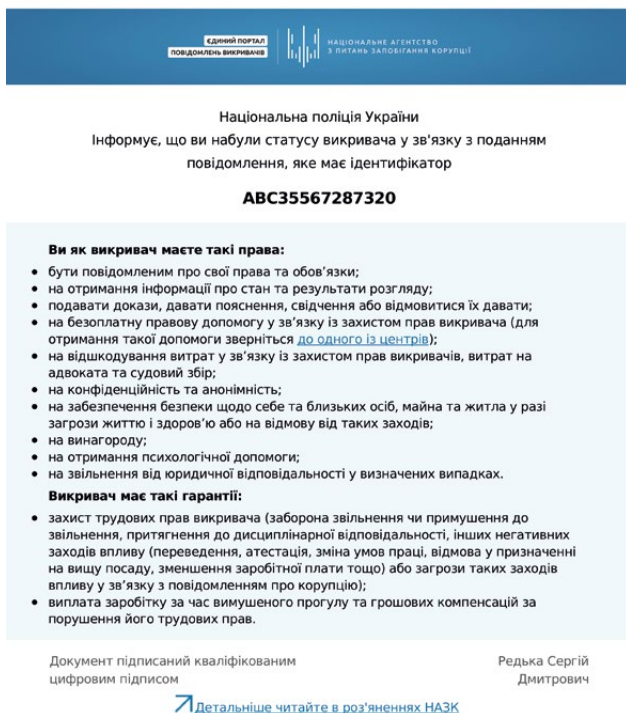 ЄДИНИЙ ПОРТАЛ
ПОВІДОМЛЕНЬ ВИКРИВАЧІВ
НАЦІОНАЛЬНЕ АГЕНТСТВО
З ПИТАНЬ ЗАПОБІГАННЯ КОРУПЦІЇ
Національна поліція України
Інформує, що ви набули статусу викривача у зв'язку з поданням
повідомлення, яке має ідентифікатор
ABC35567287320
Ви як викривач маєте такі права:
• бути повідомленим про свої права та обов’язки;
• на отримання інформації про стан та результати розгляду;
• подавати докази, давати пояснення, свідчення або відмовитися їх давати;
• на безоплатну правову допомогу у зв’язку із захистом прав викривача (для
отримання такої допомоги зверніться до одного із центрів);
• на відшкодування витрат у зв’язку із захистом прав викривачів, витрат на
адвоката та судовий збір;
• на конфіденційність та анонімність;
• на забезпечення безпеки щодо себе та близьких осіб, майна та житла у разі
загрози життю і здоров’ю або на відмову від таких заходів;
• на винагороду;
• на отримання психологічної допомоги;
• на звільнення від юридичної відповідальності у визначених випадках.
Викривач має такі гарантії:
• захист трудових прав викривача (заборона звільнення чи примушення до
звільнення, притягнення до дисциплінарної відповідальності, інших негативних
заходів впливу (переведення, атестація, зміна умов праці, відмова у призначенні
на вищу посаду, зменшення заробітної плати тощо) або загрози таких заходів
впливу у зв’язку з повідомленням про корупцію);
• виплата заробітку за час вимушеного прогулу та грошових компенсацій за
порушення його трудових прав.
Документ підписаний кваліфікованим
цифровим підписом
Редька Сергій
Дмитрович
Детальніше читайте в роз'яненнях НАЗК